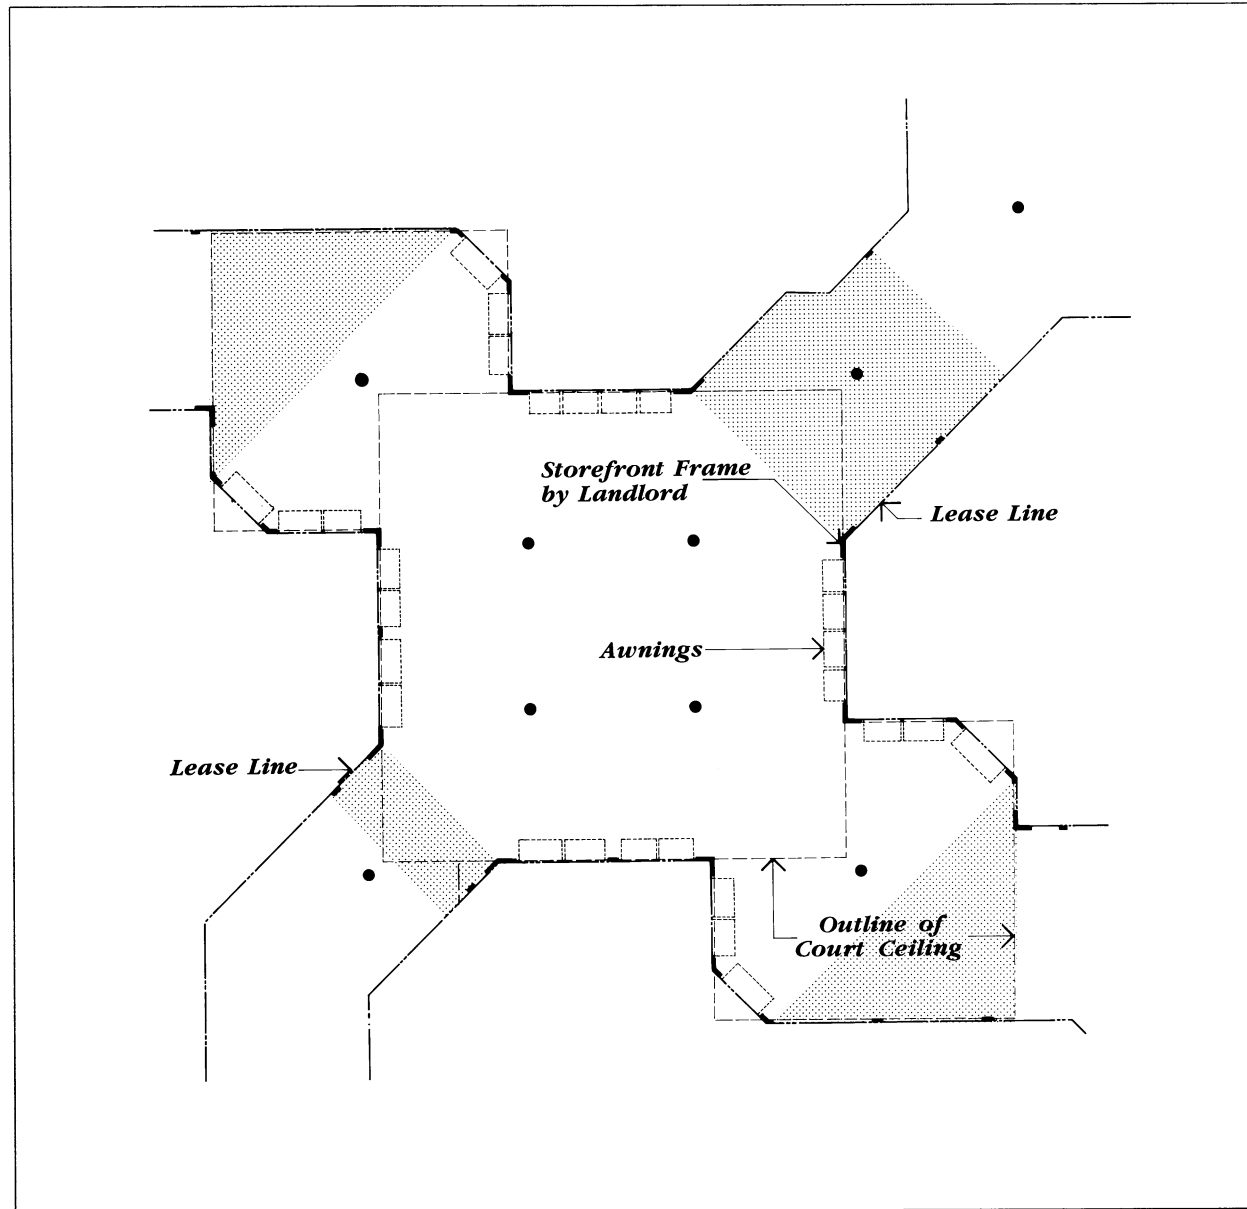 Storefront Frame
by Landlord
Lease Line
Awnings
Lease Line
Outline of
Court Ceiling